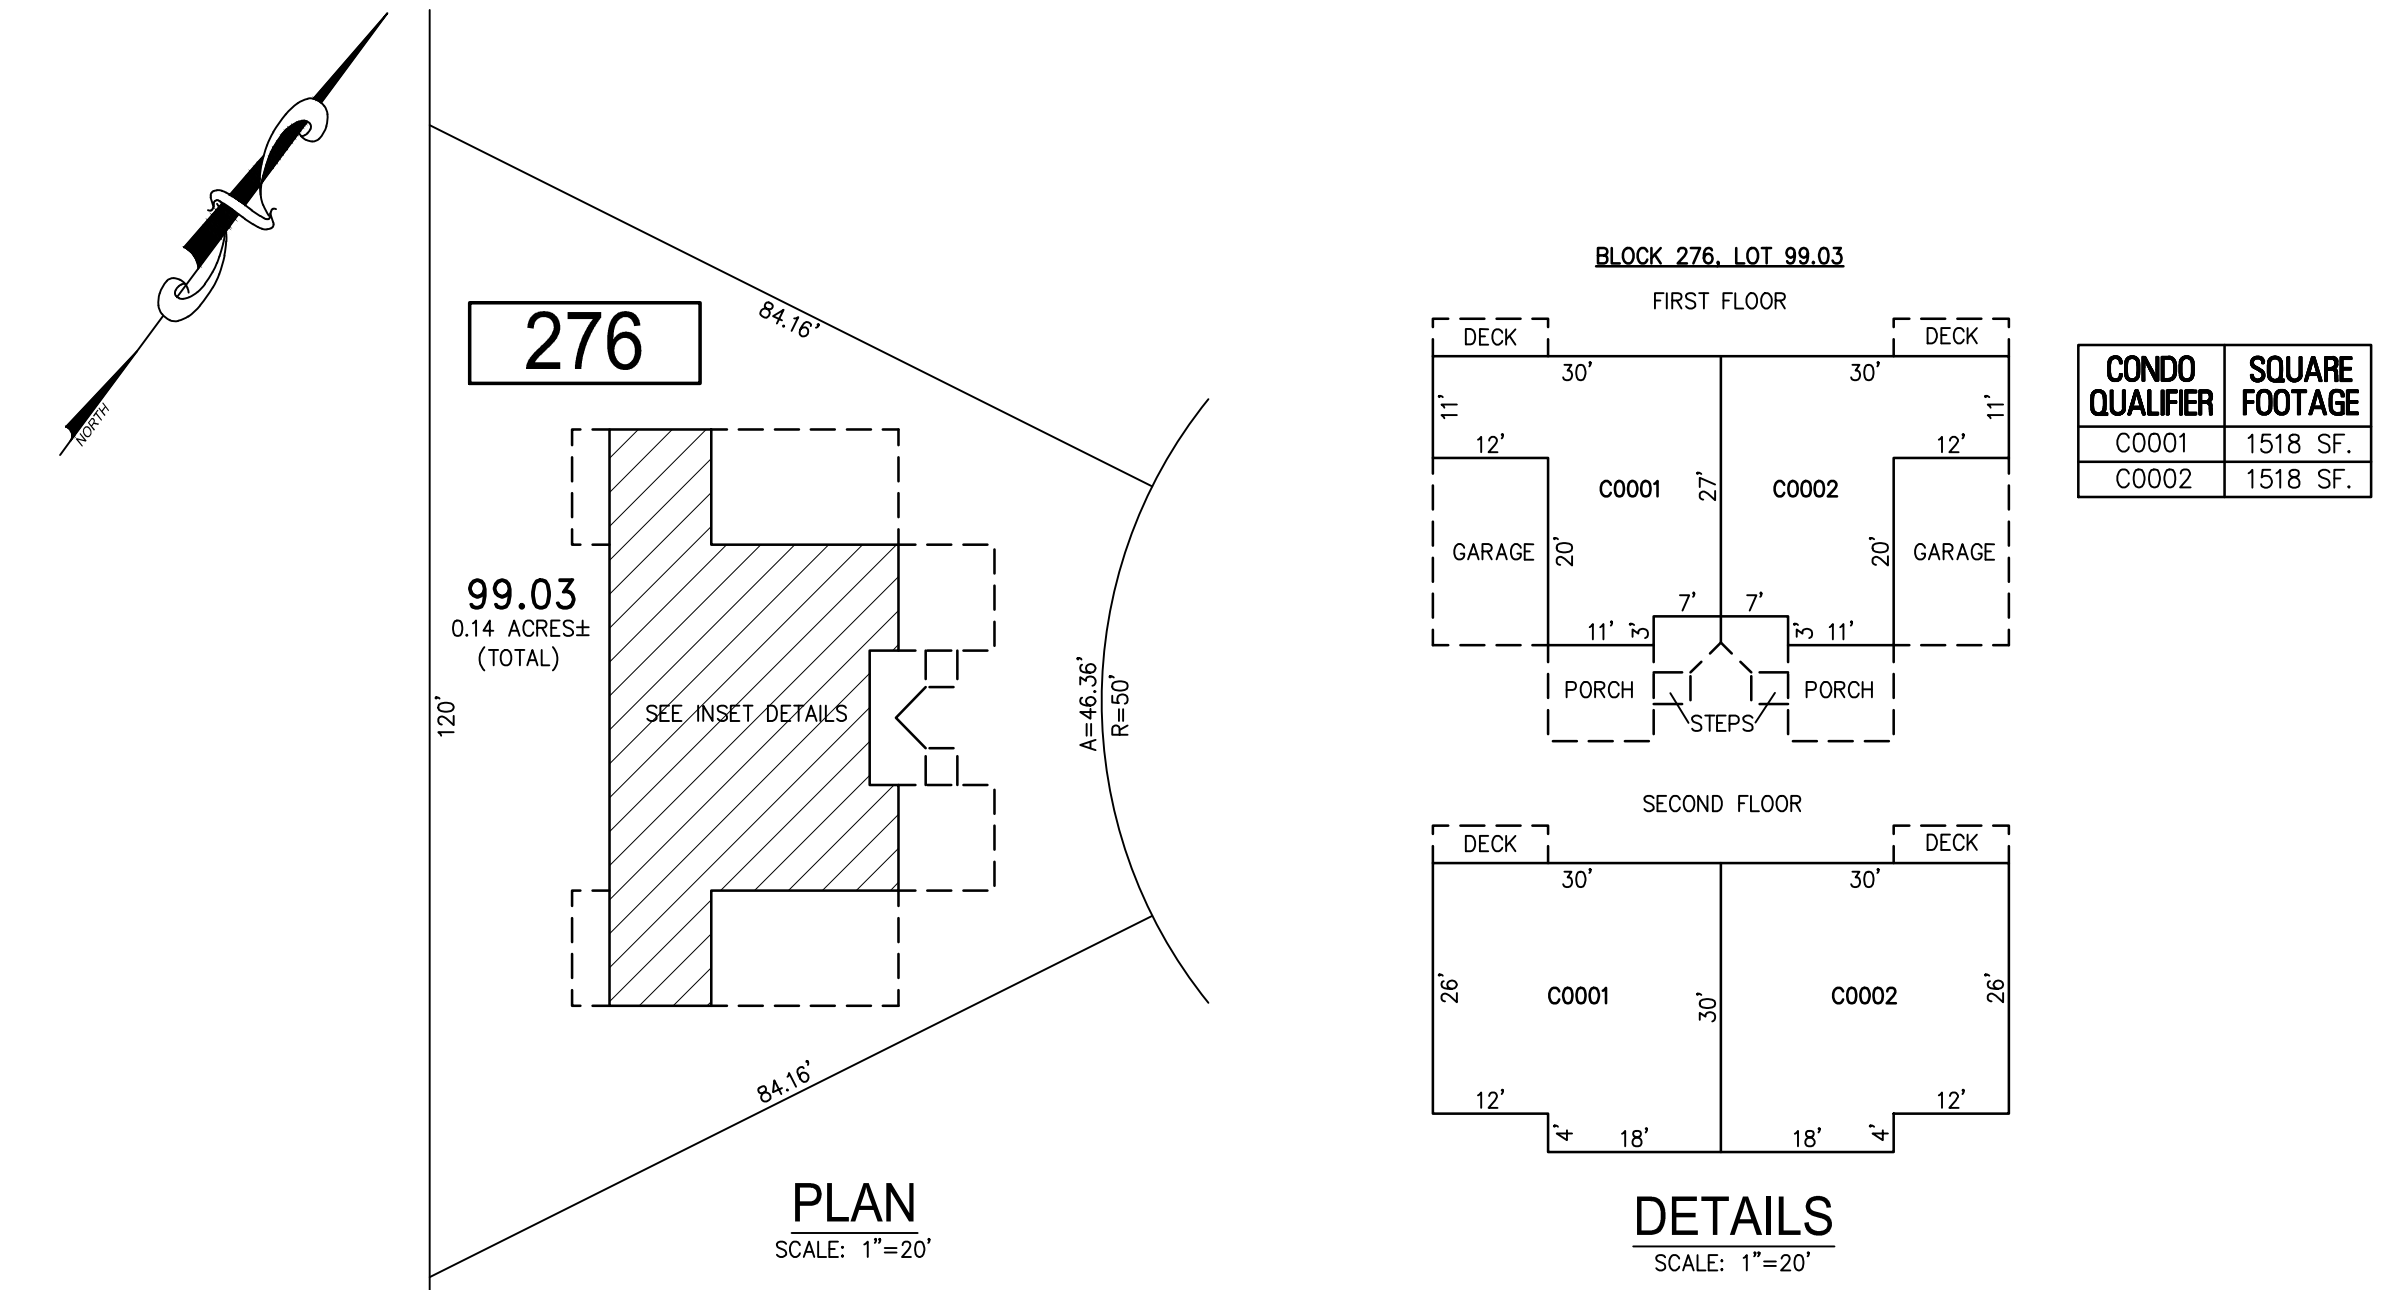 NORTH
276
84.16'
99.03
0.14 ACRES±
(TOTAL)
120'
SEE INSET DETAILS
A=46.36'
R=50'
84.16'
PLAN
SCALE: 1"=20'
BLOCK 276, LOT 99.03
FIRST FLOOR
DECK DECK
30' 30'
11' 11'
12' 12'
C0001 27' C0002
GARAGE 20' 20' GARAGE
7' 7'
11' 3' 3' 11'
PORCH PORCH
STEPS
SECOND FLOOR
DECK DECK
30' 30'
26' C0001 30' C0002 26'
12' 12'
4' 18' 18' 4'
DETAILS
SCALE: 1"=20'
CONDO QUALIFIER SQUARE FOOTAGE
C0001 1518 SF.
C0002 1518 SF.